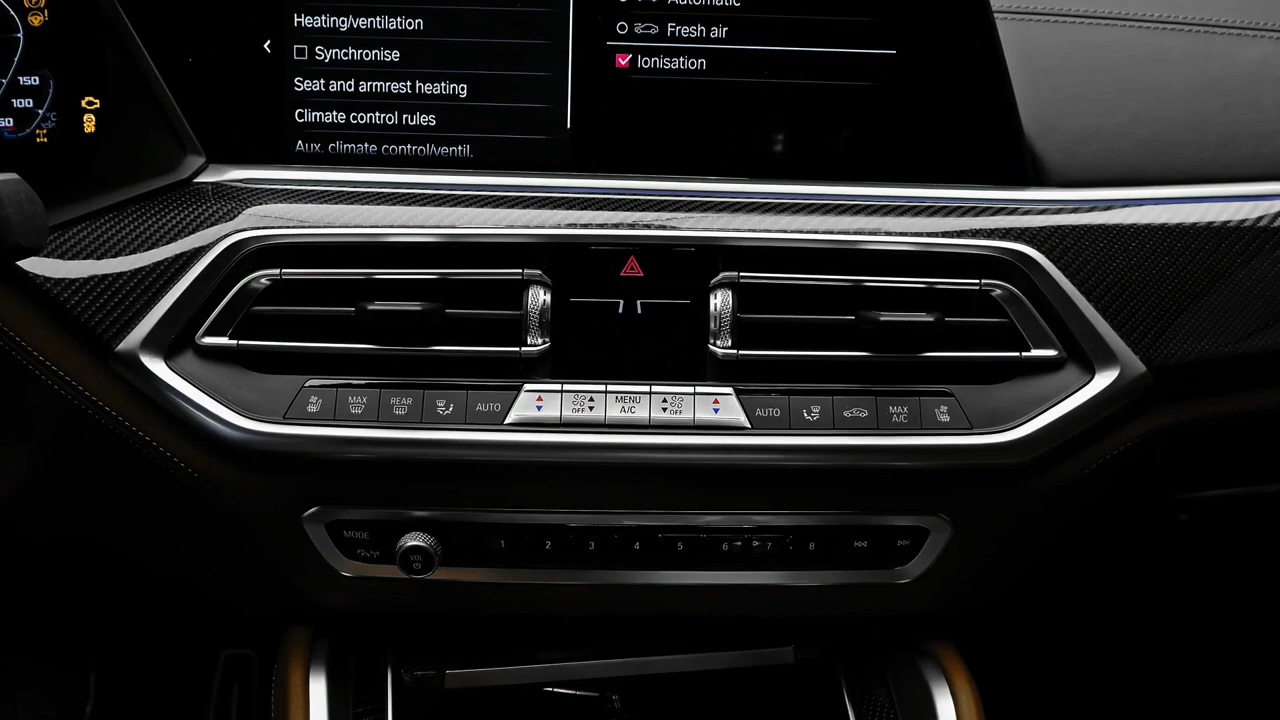 Automatic
Heating/ventilation
Fresh air
Synchronise
Ionisation
Seat and armrest heating
Climate control rules
Aux. climate control/ventil.
150
100
50
°C
OFF
MAX
REAR
AUTO
OFF
MENU
A/C
OFF
AUTO
MAX
A/C
MODE
VOL
1 2 3 4 5 6 7 8